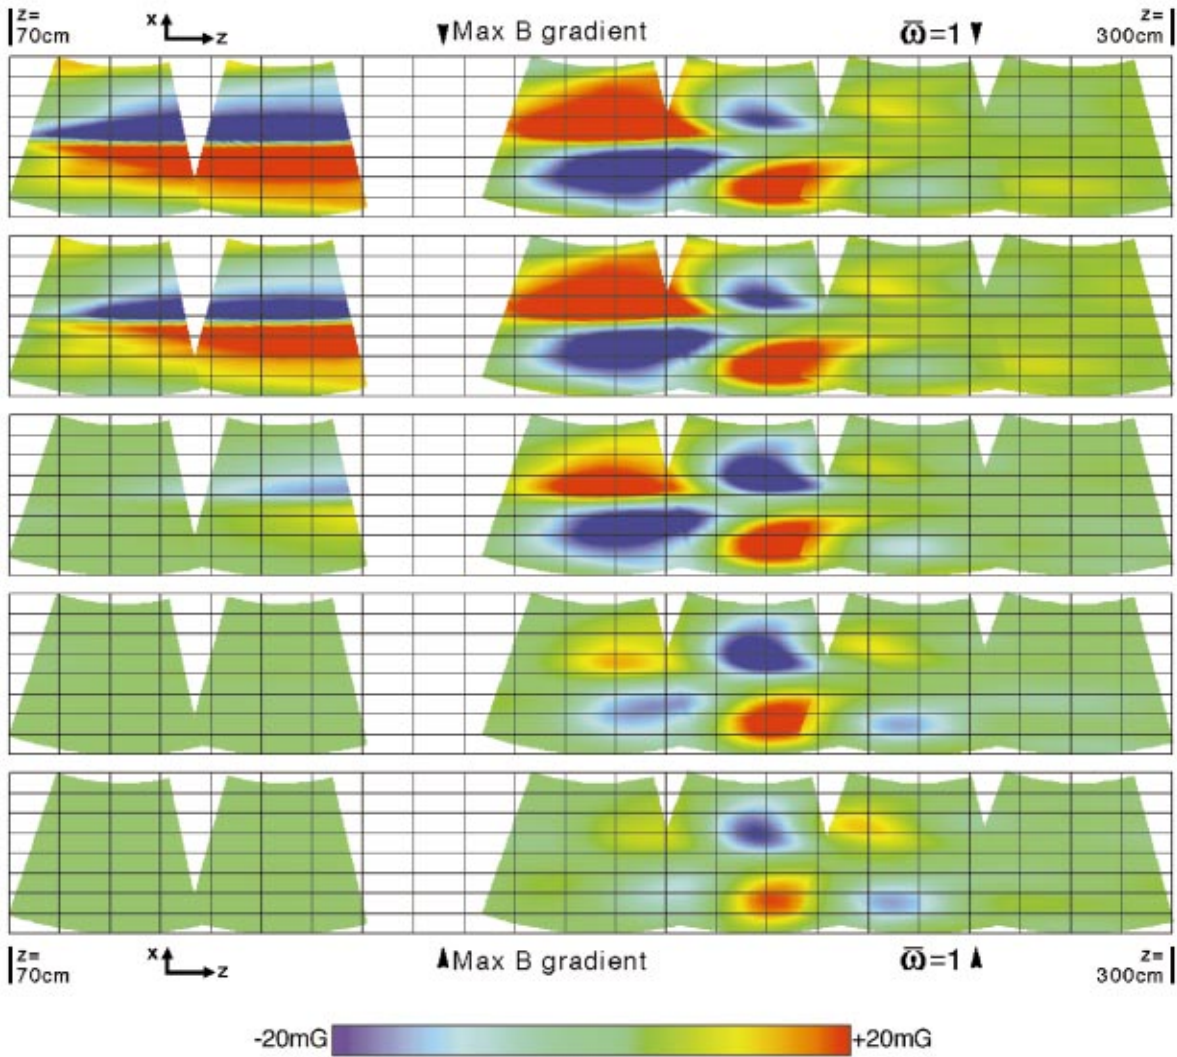 z=
70cm
x
z
Max B gradient
ω̅=1
z=
300cm
z=
70cm
x
z
Max B gradient
ω̅=1
z=
300cm
-20mG
+20mG